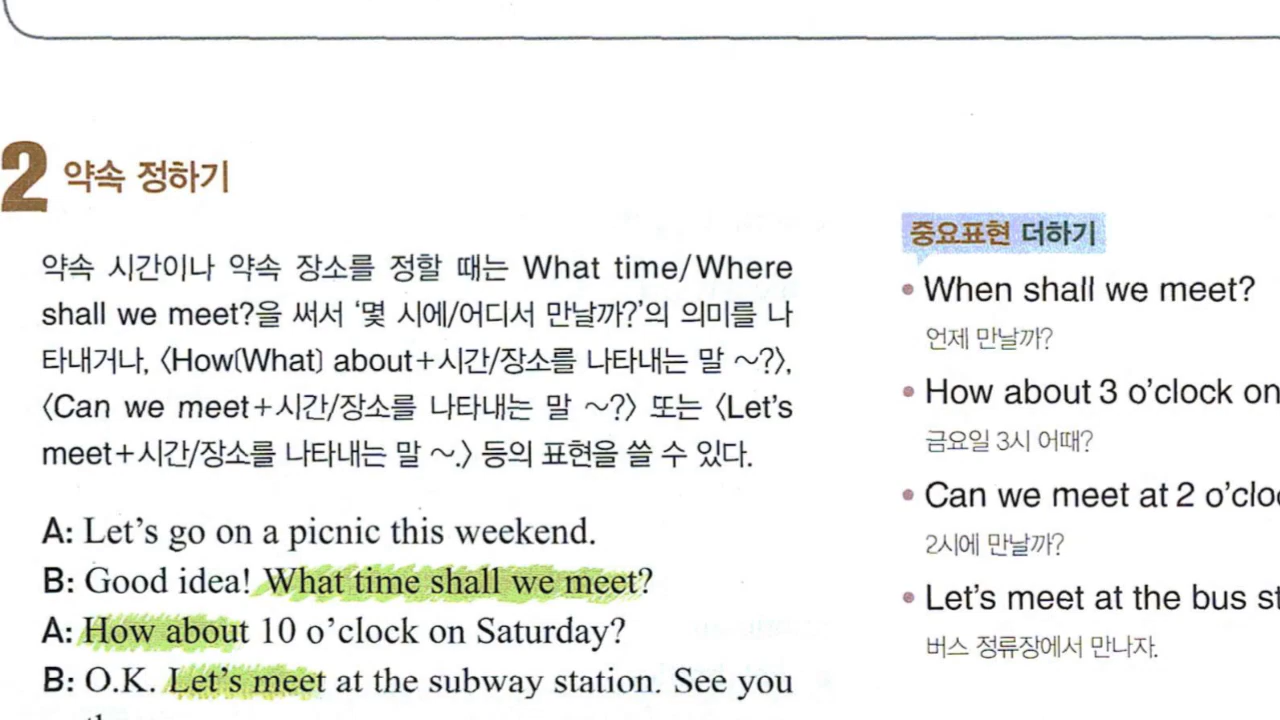 2 약속 정하기
약속 시간이나 약속 장소를 정할 때는 What time/Where
shall we meet?을 써서 ‘몇 시에/어디서 만날까?’의 의미를 나
타내거나, 〈How〔What〕 about+시간/장소를 나타내는 말 ~?〉,
〈Can we meet+시간/장소를 나타내는 말 ~?〉 또는 〈Let’s
meet+시간/장소를 나타내는 말 ~.〉 등의 표현을 쓸 수 있다.
A: Let’s go on a picnic this weekend.
B: Good idea! What time shall we meet?
A: How about 10 o’clock on Saturday?
B: O.K. Let’s meet at the subway station. See you
중요표현 더하기
• When shall we meet?
언제 만날까?
• How about 3 o’clock on
금요일 3시 어때?
• Can we meet at 2
2시에 만날까?
• Let’s meet at the bus
버스 정류장에서 만나자.